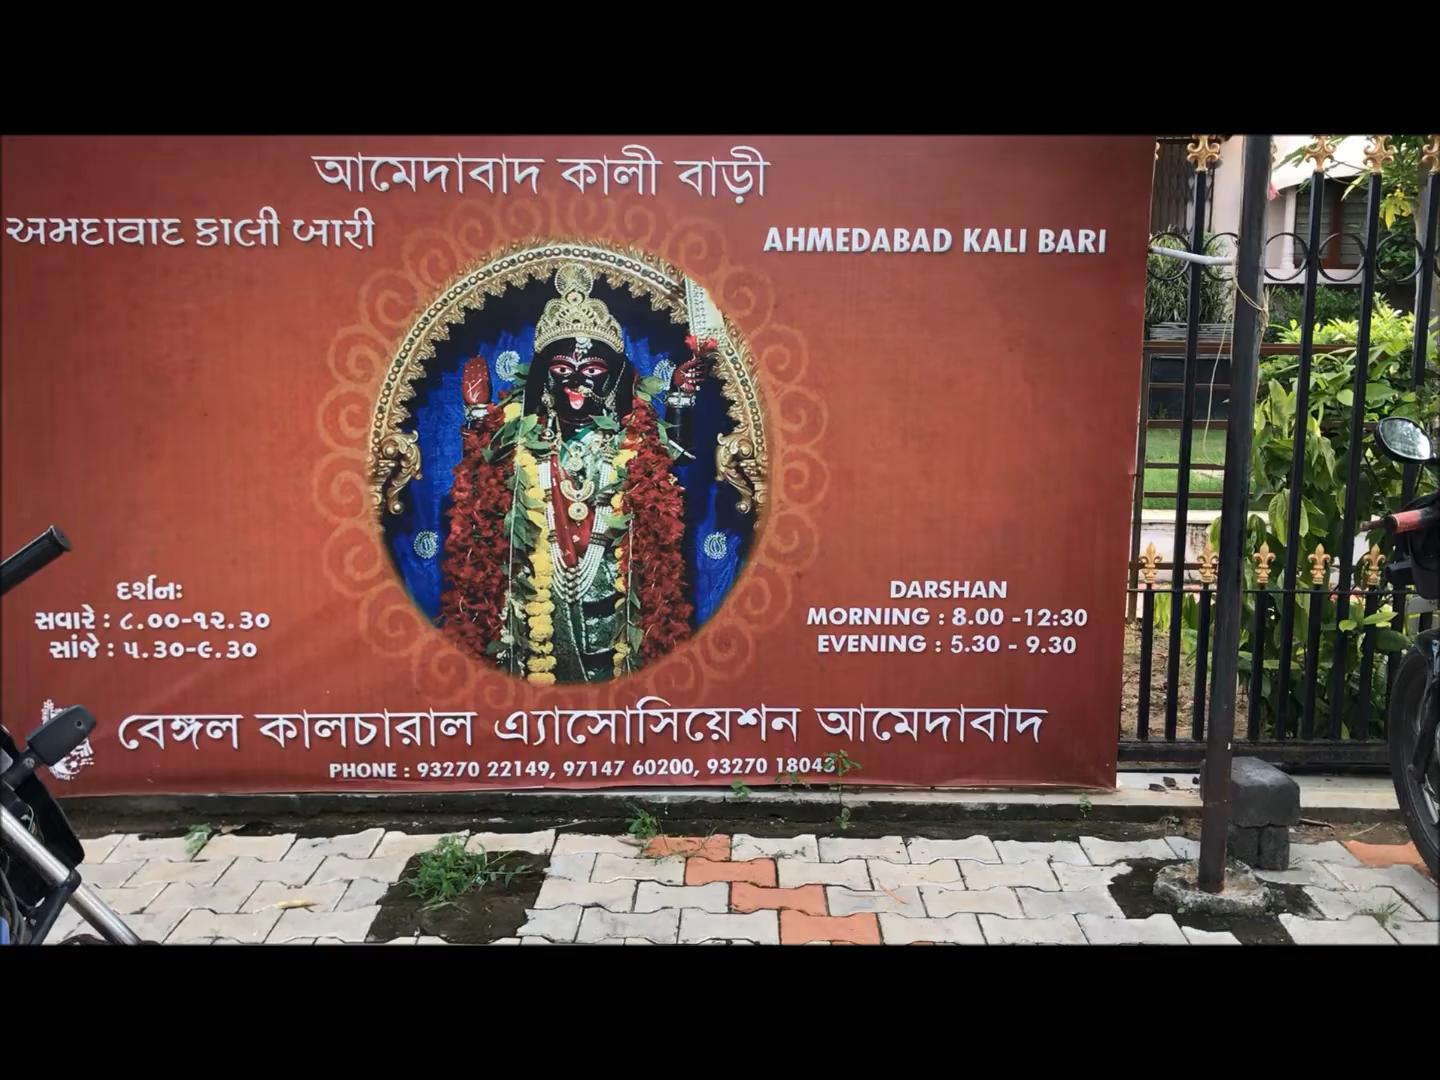 আমেদাবাদ কালী বাড়ী
અમદાવાદ કાલી બારી
AHMEDABAD KALI BARI
દર્શનઃ
સવારે : ૮.૦૦-૧૨.૩૦
સાંજે : ૫.૩૦-૯.૩૦
DARSHAN
MORNING : 8.00 -12:30
EVENING : 5.30 - 9.30
বেঙ্গল কালচারাল এ্যাসোসিয়েশন আমেদাবাদ
PHONE : 93270 22149, 97147 60200, 93270 18043